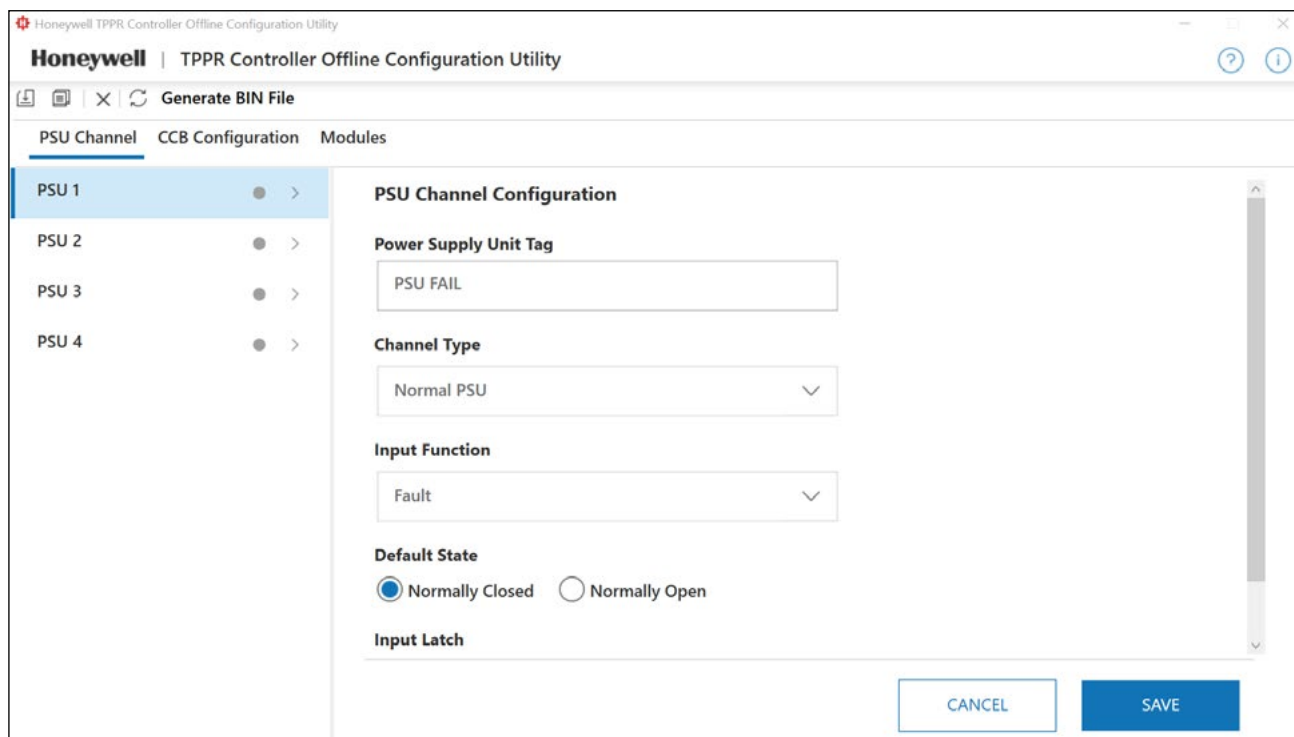 Honeywell TPPR Controller Offline Configuration Utility
Honeywell | TPPR Controller Offline Configuration Utility
Generate BIN File
PSU Channel CCB Configuration Modules
PSU 1
PSU 2
PSU 3
PSU 4
PSU Channel Configuration
Power Supply Unit Tag
PSU FAIL
Channel Type
Normal PSU
Input Function
Fault
Default State
Normally Closed Normally Open
Input Latch
CANCEL SAVE